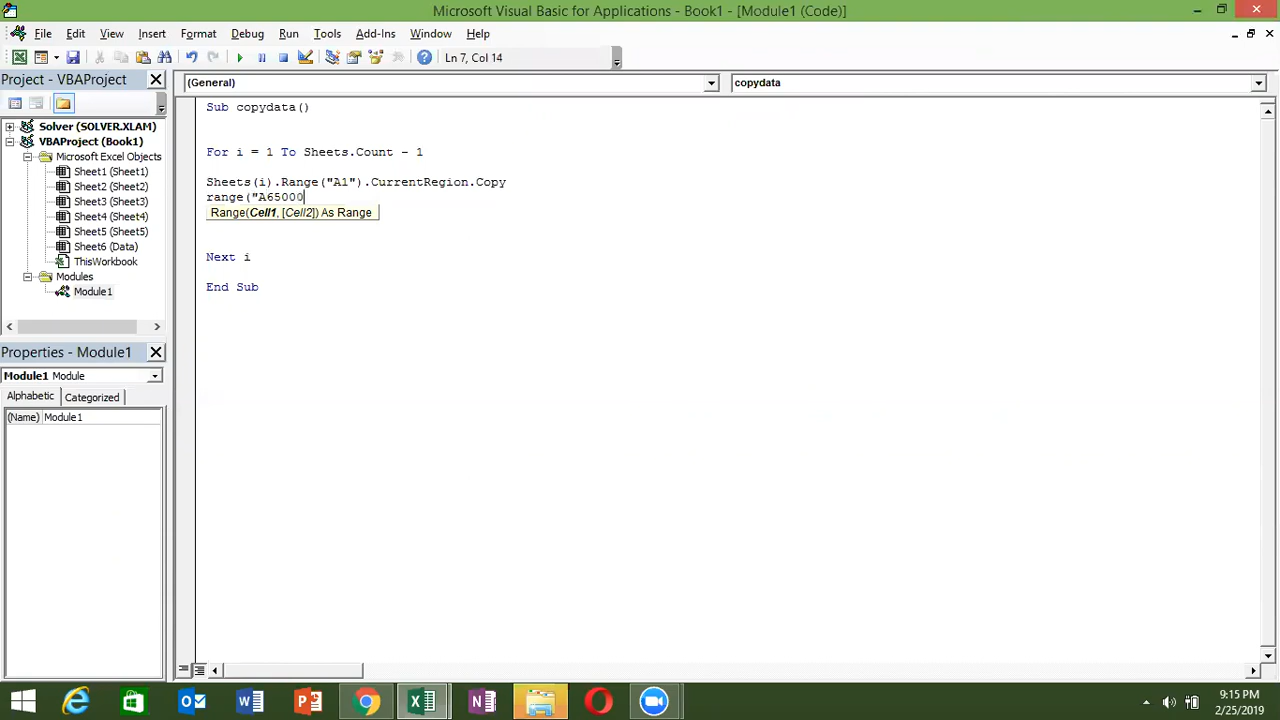 Microsoft Visual Basic for Applications - Book1 - [Module1 (Code)]
File Edit View Insert Format Debug Run Tools Add-Ins Window Help
Ln 7, Col 14
Project - VBAProject
(General)
copydata
Solver (SOLVER.XLAM)
VBAProject (Book1)
Microsoft Excel Objects
Sheet1 (Sheet1)
Sheet2 (Sheet2)
Sheet3 (Sheet3)
Sheet4 (Sheet4)
Sheet5 (Sheet5)
Sheet6 (Data)
ThisWorkbook
Modules
Module1
Properties - Module1
Module1 Module
Alphabetic Categorized
(Name) Module1
Sub copydata()
For i = 1 To Sheets.Count - 1
Sheets(i).Range("A1").CurrentRegion.Copy
range("A65000
Range(Cell1, [Cell2]) As Range
Next i
End Sub
9:15 PM
2/25/2019